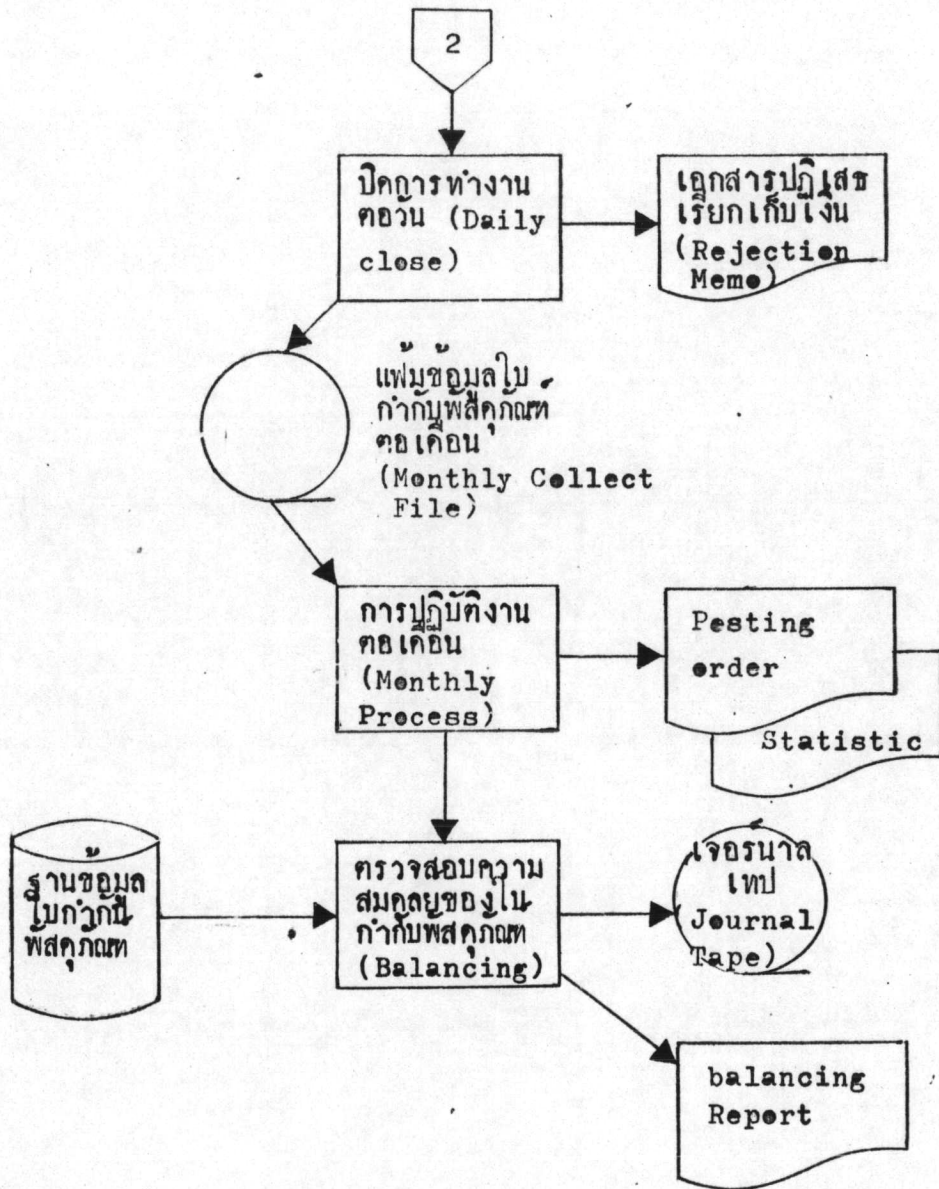 2
ปิดการทำงาน
ตอวัน (Daily
close)
เอกสารปฏิเสธ
เรียกเก็บเงิน
(Rejection
Memo)
แฟ้มข้อมูลใบ
กำกับพัสดุภัณฑ
ตอเดือน
(Monthly Collect
File)
การปฏิบัติงาน
ตอเดือน
(Monthly
Process)
Pesting
order
Statistic
ฐานข้อมูล
ใบกำกับ
พัสดุภัณฑ
ตรวจสอบความ
สมดุลยของใบ
กำกับพัสดุภัณฑ
(Balancing)
เจอรนาล
เทป
Journal
Tape)
balancing
Report